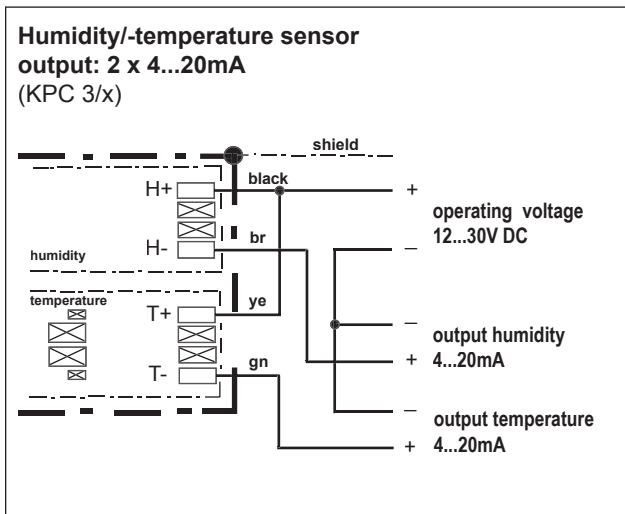 Humidity/-temperature sensor
output: 2 x 4...20mA
(KPC 3/x)
shield
black
H+
+
operating voltage
12...30V DC
H-
br
−
humidity
temperature
T+
ye
−
output humidity
+
4...20mA
T-
gn
−
output temperature
+
4...20mA